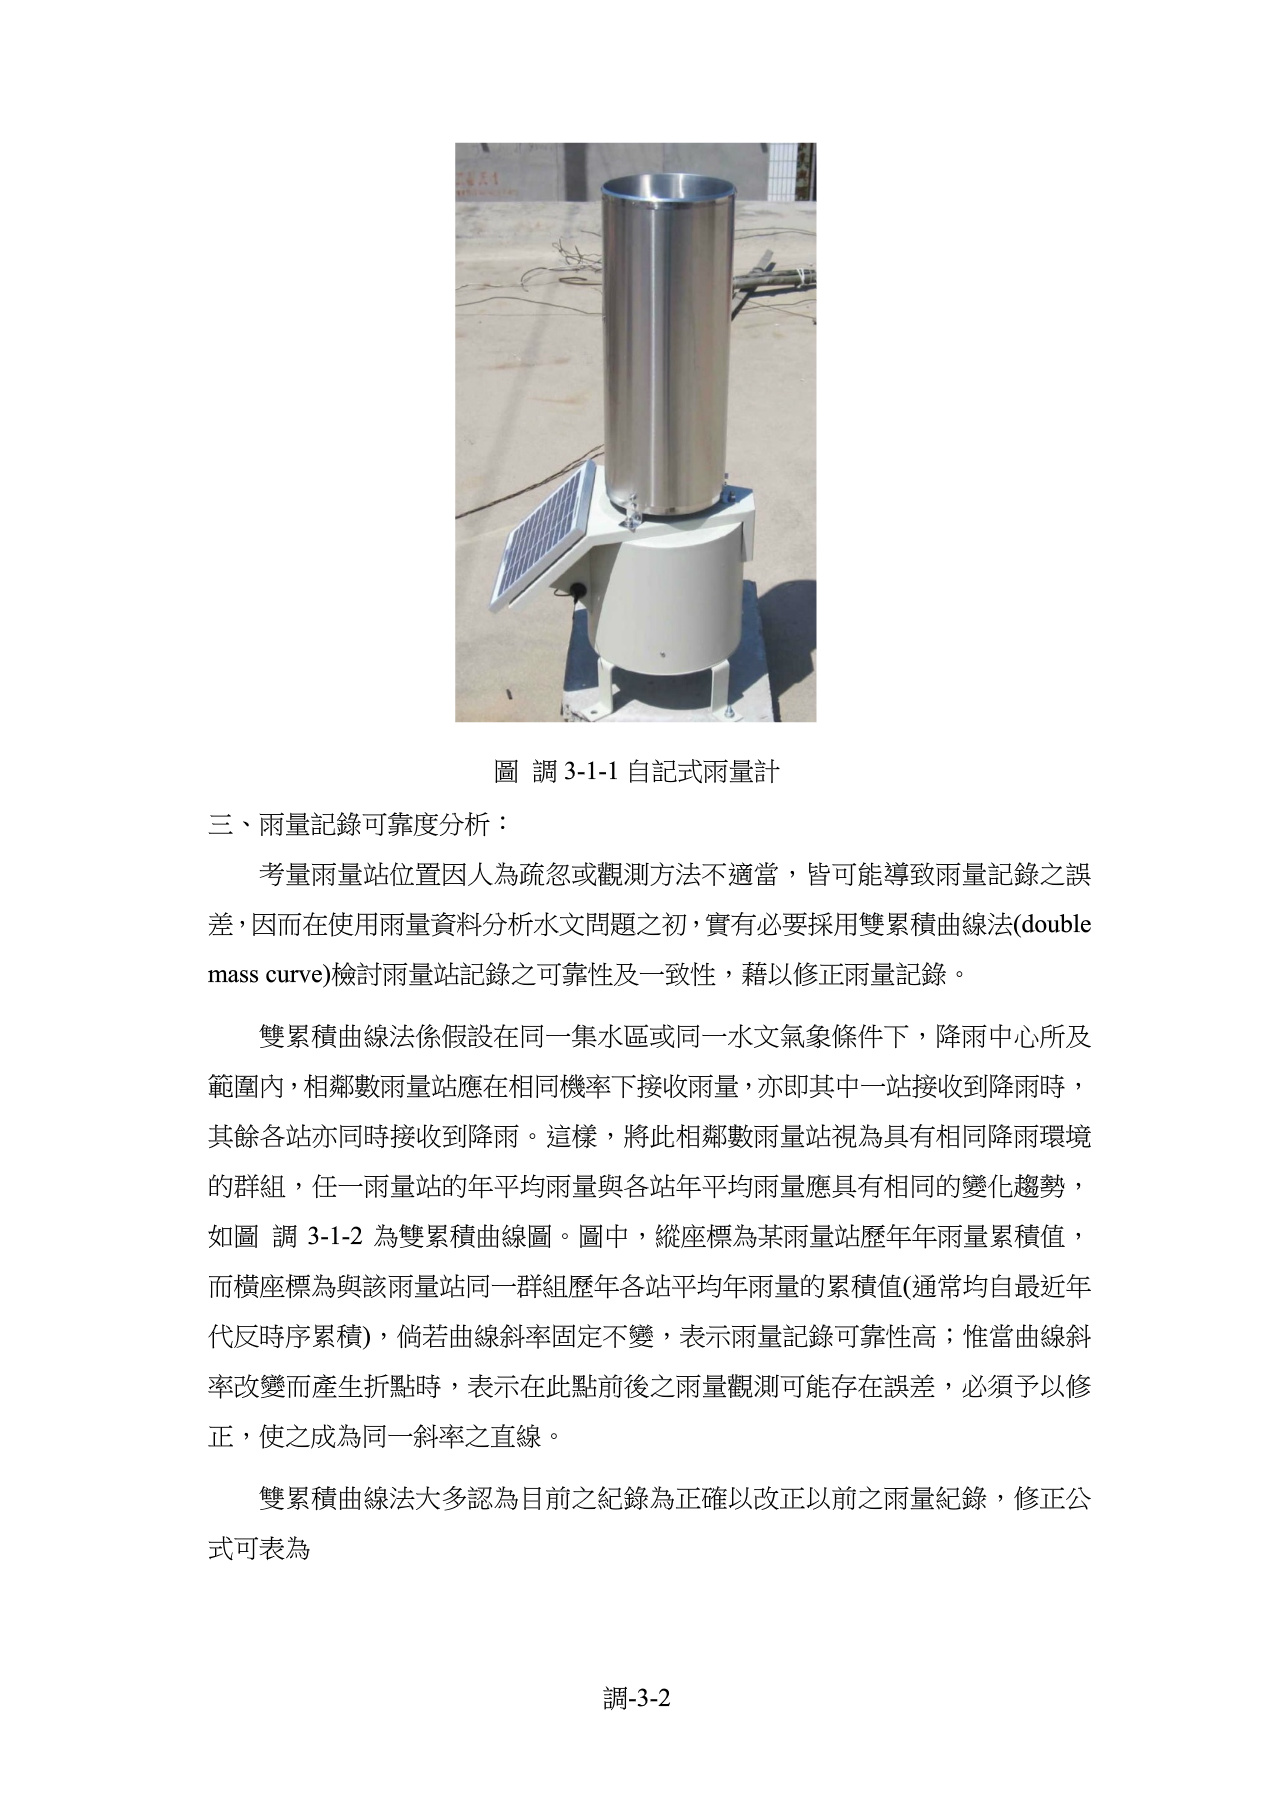 圖 調 3-1-1 自記式雨量計
三、雨量記錄可靠度分析：
考量雨量站位置因人為疏忽或觀測方法不適當，皆可能導致雨量記錄之誤
差，因而在使用雨量資料分析水文問題之初，實有必要採用雙累積曲線法(double
mass curve)檢討雨量站記錄之可靠性及一致性，藉以修正雨量記錄。
雙累積曲線法係假設在同一集水區或同一水文氣象條件下，降雨中心所及
範圍內，相鄰數雨量站應在相同機率下接收雨量，亦即其中一站接收到降雨時，
其餘各站亦同時接收到降雨。這樣，將此相鄰數雨量站視為具有相同降雨環境
的群組，任一雨量站的年平均雨量與各站年平均雨量應具有相同的變化趨勢，
如圖 調 3-1-2 為雙累積曲線圖。圖中，縱座標為某雨量站歷年年雨量累積值，
而橫座標為與該雨量站同一群組歷年各站平均年雨量的累積值(通常均自最近年
代反時序累積)，倘若曲線斜率固定不變，表示雨量記錄可靠性高；惟當曲線斜
率改變而產生折點時，表示在此點前後之雨量觀測可能存在誤差，必須予以修
正，使之成為同一斜率之直線。
雙累積曲線法大多認為目前之紀錄為正確以改正以前之雨量紀錄，修正公
式可表為
調-3-2